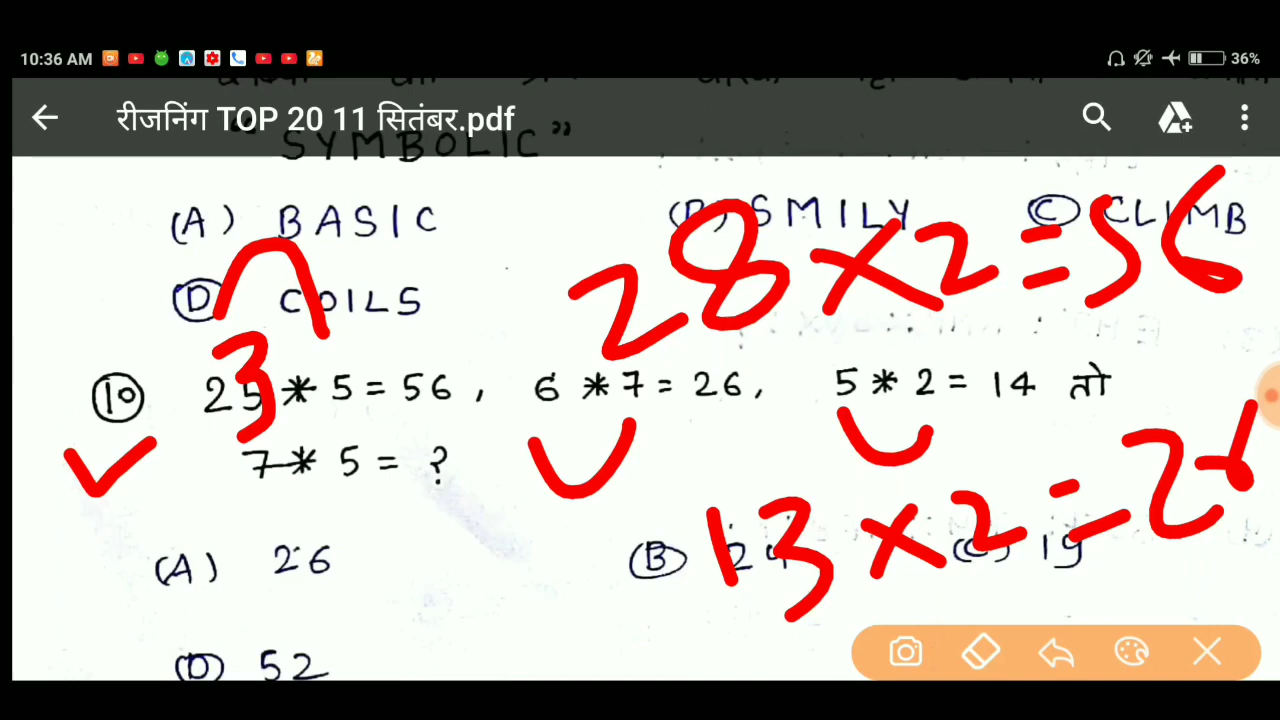 10:36 AM 36%
रीजनिंग TOP 20 11 सितंबर.pdf
"SYMBOLIC"
(A) BASIC (B) SMILY (C) CLIMB
(D) COILS
28 × 2 = 56
3
(10) 25 * 5 = 56, 6 * 7 = 26, 5 * 2 = 14 तो
7 * 5 = ?
13 × 2 = 26
(A) 26 (B) 24 (C) 19
(D) 52